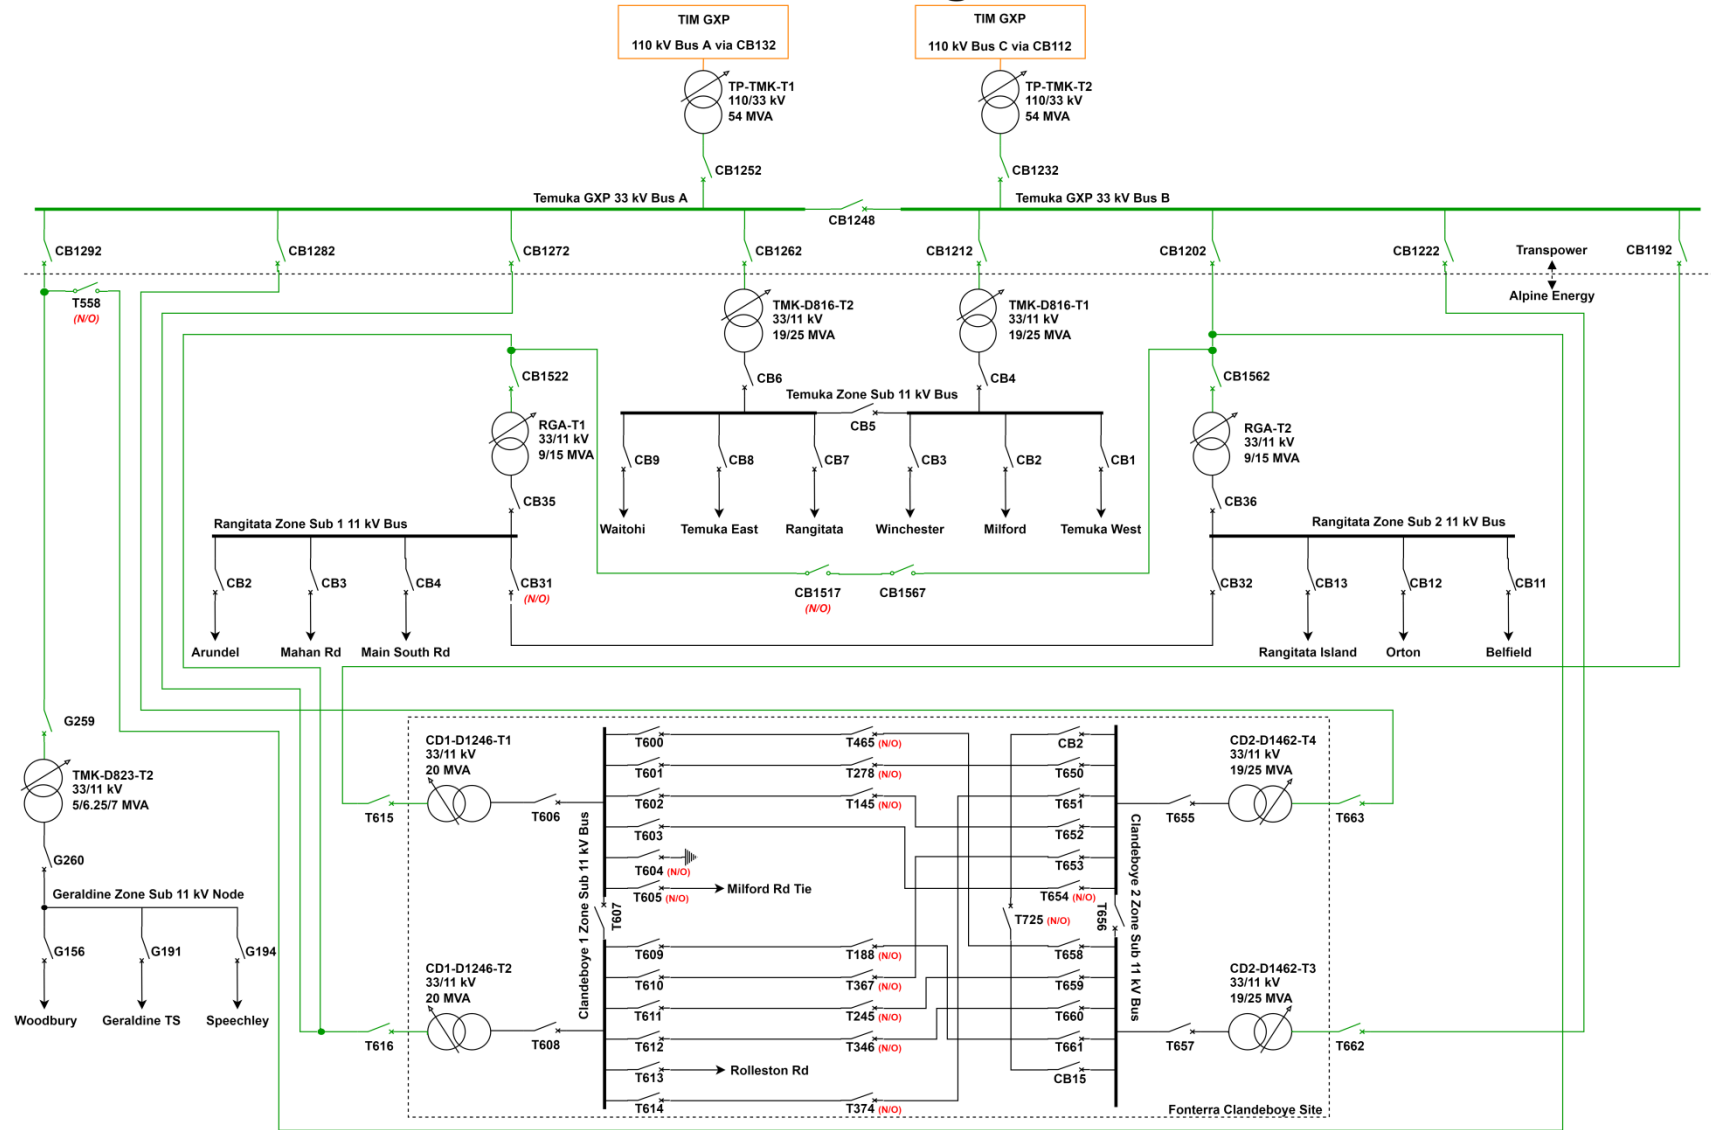 TIM GXP
110 kV Bus A via CB132
TIM GXP
110 kV Bus C via CB112
TP-TMK-T1
110/33 kV
54 MVA
TP-TMK-T2
110/33 kV
54 MVA
CB1252
CB1232
Temuka GXP 33 kV Bus A
Temuka GXP 33 kV Bus B
CB1248
CB1292
CB1282
CB1272
CB1262
CB1212
CB1202
CB1222
Transpower
CB1192
Alpine Energy
T558
(N/O)
TMK-D816-T2
33/11 kV
19/25 MVA
TMK-D816-T1
33/11 kV
19/25 MVA
CB1522
CB6
CB4
CB1562
Temuka Zone Sub 11 kV Bus
CB5
RGA-T1
33/11 kV
9/15 MVA
RGA-T2
33/11 kV
9/15 MVA
CB9
CB8
CB7
CB3
CB2
CB1
CB35
CB36
Waitohi
Temuka East
Rangitata
Winchester
Milford
Temuka West
Rangitata Zone Sub 1 11 kV Bus
Rangitata Zone Sub 2 11 kV Bus
CB2
CB3
CB4
CB31
(N/O)
CB1517
(N/O)
CB1567
CB32
CB13
CB12
CB11
Arundel
Mahan Rd
Main South Rd
Rangitata Island
Orton
Belfield
G259
TMK-D823-T2
33/11 kV
5/6.25/7 MVA
G260
Geraldine Zone Sub 11 kV Node
G156
G191
G194
Woodbury
Geraldine TS
Speechley
CD1-D1246-T1
33/11 kV
20 MVA
T615
T606
CD1-D1246-T2
33/11 kV
20 MVA
T616
T608
Clandeboye 1 Zone Sub 11 kV Bus
T607
T600
T465 (N/O)
CB2
T601
T278 (N/O)
T650
T602
T145 (N/O)
T651
T603
T652
T604 (N/O)
T653
T605 (N/O)
Milford Rd Tie
T654 (N/O)
T725 (N/O)
T656
Clandeboye 2 Zone Sub 11 kV Bus
T609
T188 (N/O)
T658
T610
T367 (N/O)
T659
T611
T245 (N/O)
T660
T612
T346 (N/O)
T661
T613
Rolleston Rd
CB15
T614
T374 (N/O)
CD2-D1462-T4
33/11 kV
19/25 MVA
T655
T663
CD2-D1462-T3
33/11 kV
19/25 MVA
T657
T662
Fonterra Clandeboye Site